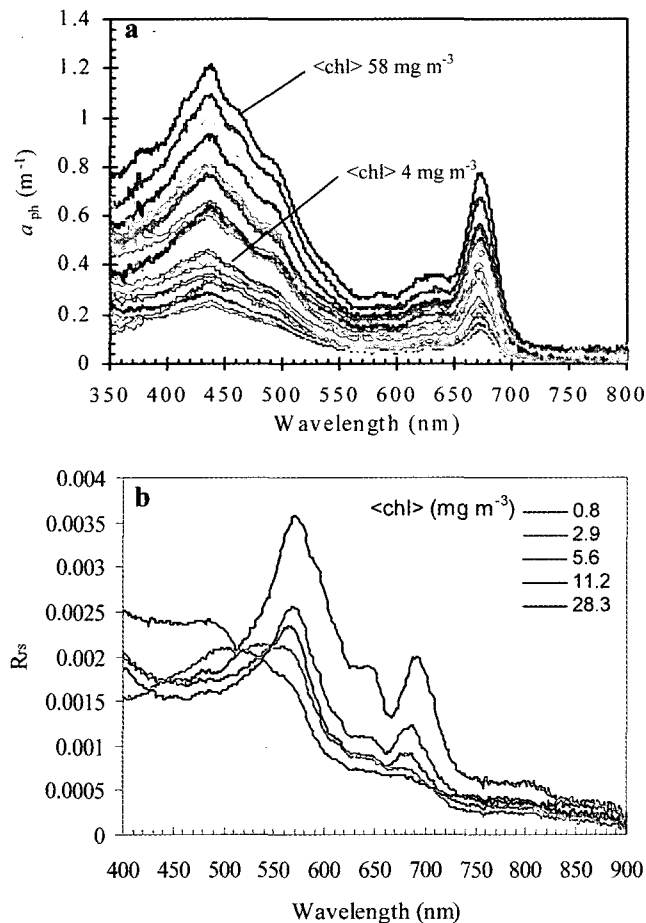 a
1.4
1.2
1
0.8
0.6
0.4
0.2
0
a ph (m⁻¹)
<chl> 58 mg m⁻³
<chl> 4 mg m⁻³
350 400 450 500 550 600 650 700 750 800
Wavelength (nm)
b
0.004
0.0035
0.003
0.0025
0.002
0.0015
0.001
0.0005
0
Rrs
<chl> (mg m⁻³)
0.8
2.9
5.6
11.2
28.3
400 450 500 550 600 650 700 750 800 850 900
Wavelength (nm)